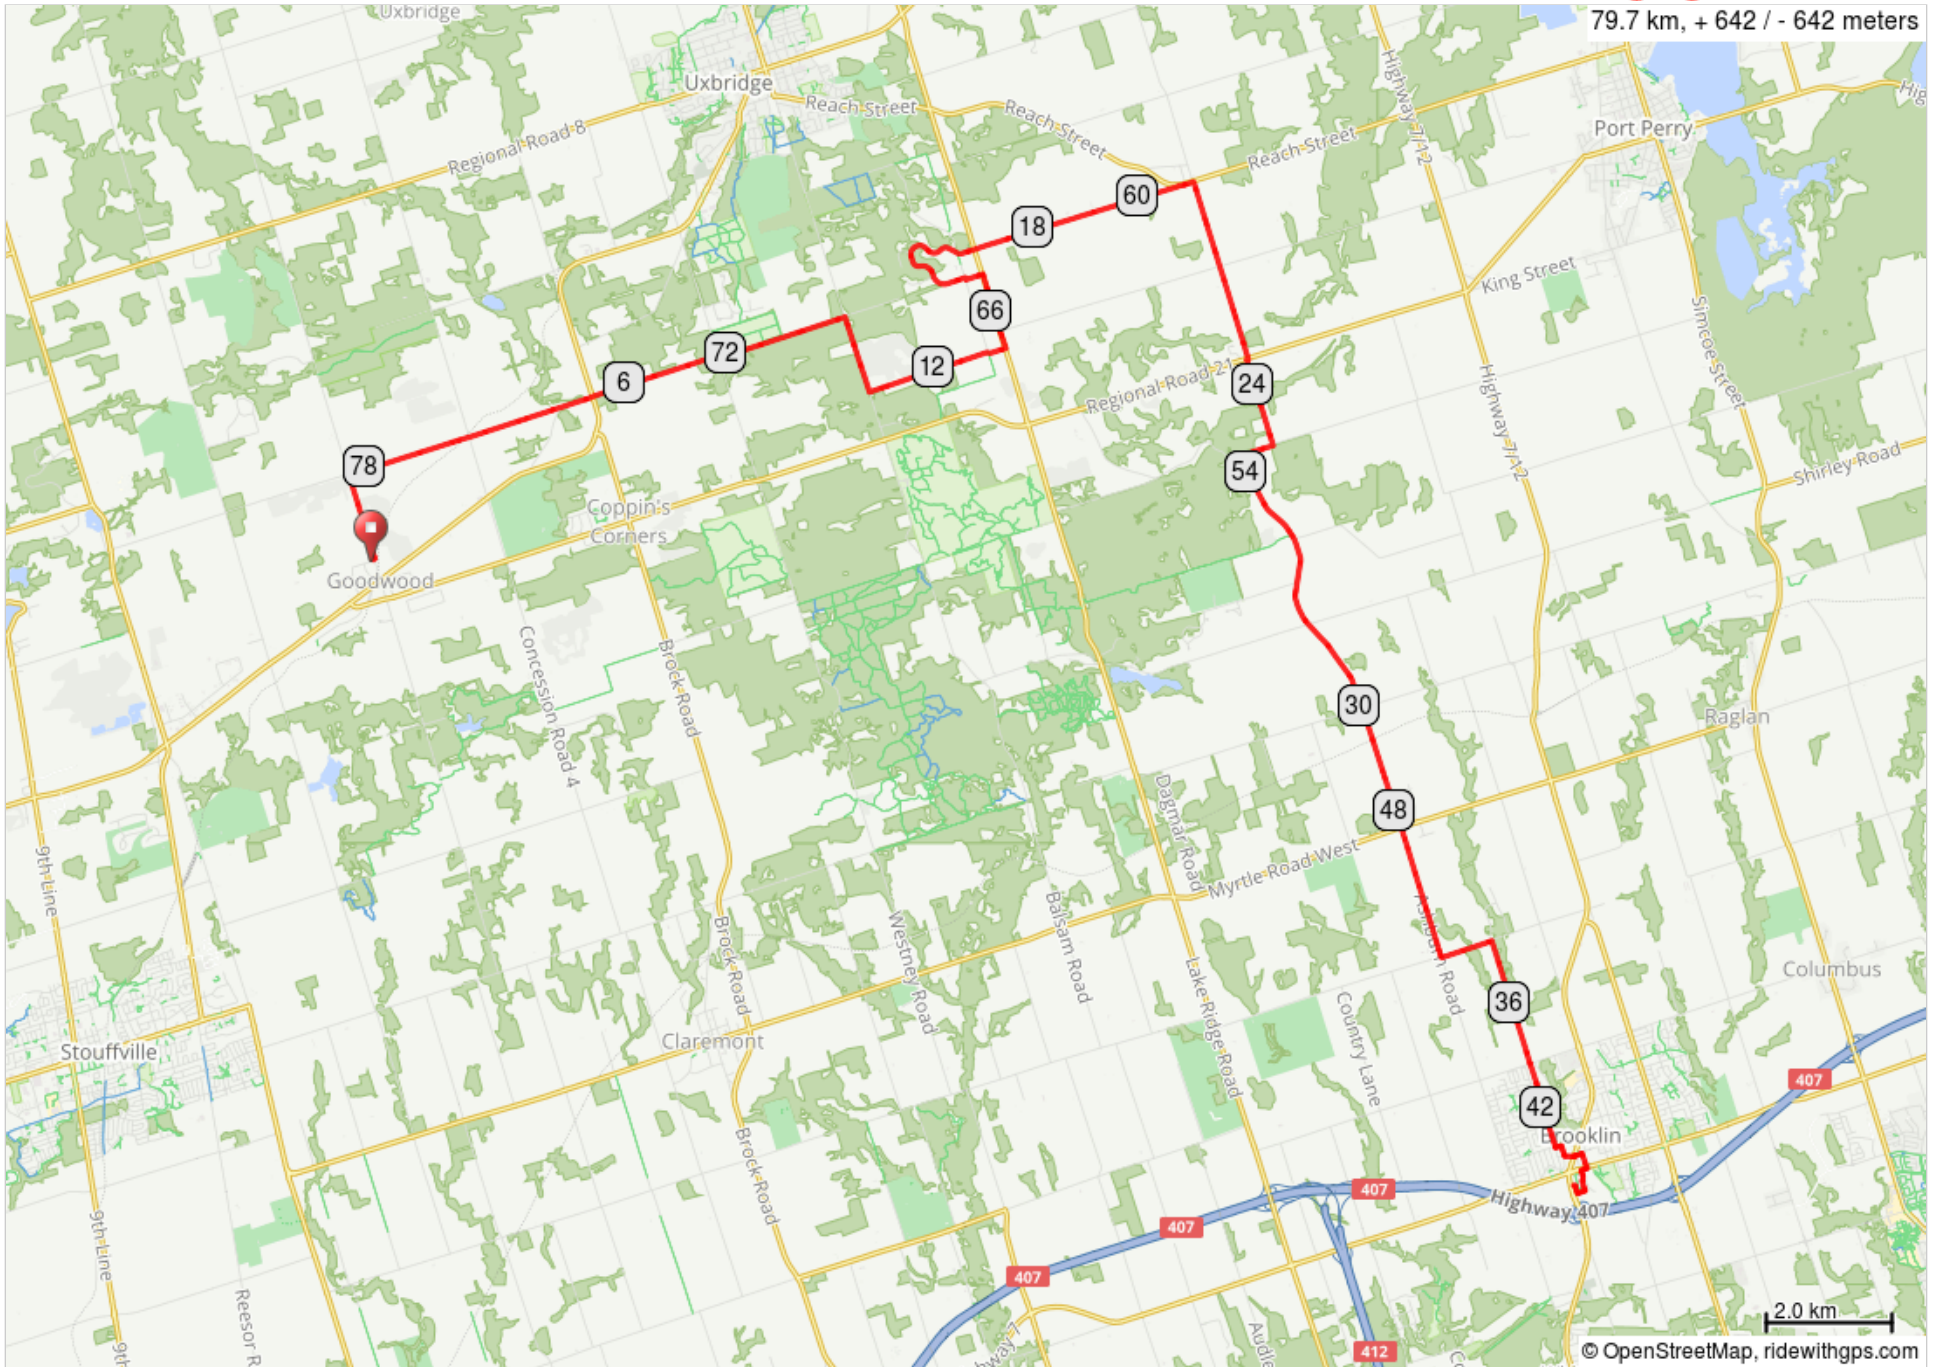 Uxbridge
79.7 km, + 642 / - 642 meters
Uxbridge
Reach Street
Reach Street
Highway 7/12
Reach Street
Port Perry
Regional Road 8
60
18
King Street
66
72
12
6
Regional Road 21
24
Simcoe Street
Highway 7/12
78
54
Shirley Road
Coppin's
Corners
Goodwood
Concession Road 4
Brock Road
30
Raglan
48
Dagmar Road
Myrtle Road West
9th Line
Balsam Road
Westney Road
Brock Road
Ashburn Road
Lake Ridge Road
Columbus
36
Country Lane
Claremont
Stouffville
407
42
Brooklin
Brock Road
407
Highway 407
407
407
9th Line
Reesor R
Highway 7
2.0 km
9th
412
© OpenStreetMap, ridewithgps.com